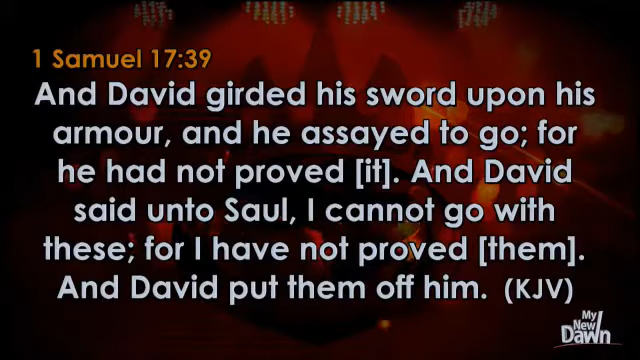 1 Samuel 17:39
And David girded his sword upon his
armour, and he assayed to go; for
he had not proved [it]. And David
said unto Saul, I cannot go with
these; for I have not proved [them].
And David put them off him. (KJV)
My
New
Dawn